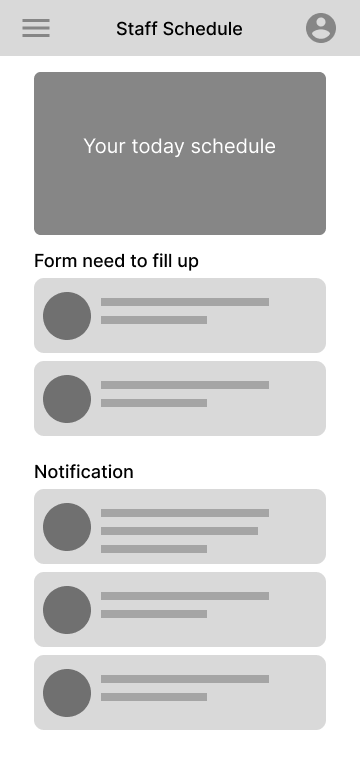 Staff Schedule
Your today schedule
Form need to fill up
Notification